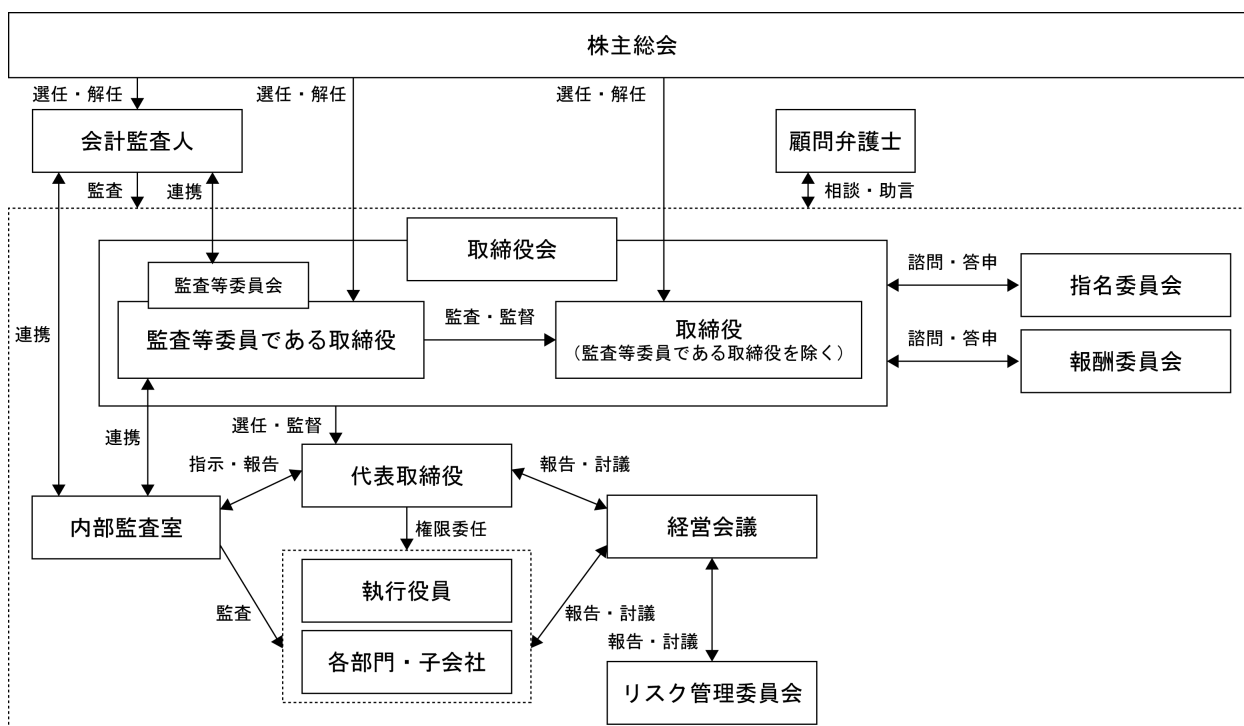 株主総会
選任・解任
選任・解任
選任・解任
会計監査人
顧問弁護士
監査
連携
相談・助言
取締役会
監査等委員会
諮問・答申
指名委員会
連携
監査等委員である取締役
監査・監督
取締役
（監査等委員である取締役を除く）
諮問・答申
報酬委員会
連携
選任・監督
指示・報告
代表取締役
報告・討議
内部監査室
権限委任
経営会議
執行役員
監査
報告・討議
報告・討議
各部門・子会社
リスク管理委員会